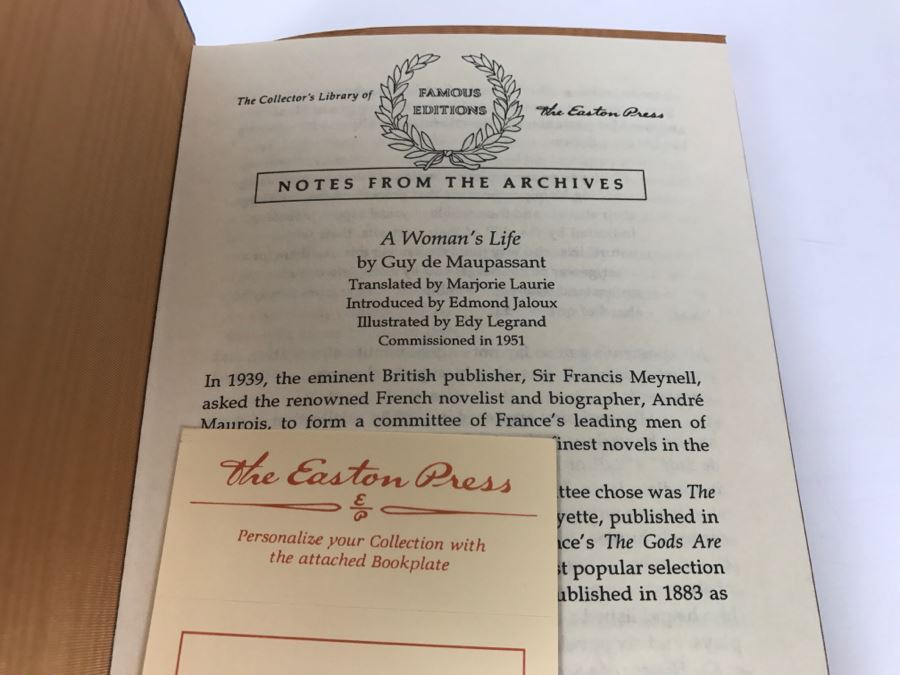 The Collector's Library of
FAMOUS
EDITIONS
The Easton Press
NOTES FROM THE ARCHIVES
A Woman's Life
by Guy de Maupassant
Translated by Marjorie Laurie
Introduced by Edmond Jaloux
Illustrated by Edy Legrand
Commissioned in 1951
In 1939, the eminent British publisher, Sir Francis Meynell,
asked the renowned French novelist and biographer, André
Maurois, to form a committee of France's leading men of
finest novels in the
ttee chose was The
yette, published in
ce's The Gods Are
st popular selection
ublished in 1883 as
The Easton Press
E
P
Personalize your Collection with
the attached Bookplate